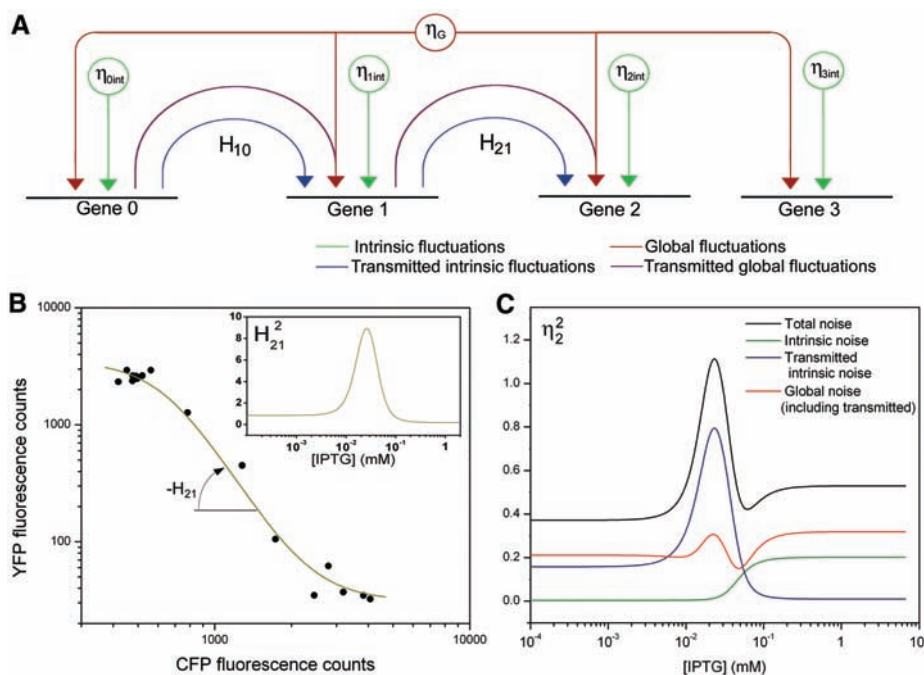 A
ηG
η0int
η1int
η2int
η3int
H10
H21
Gene 0
Gene 1
Gene 2
Gene 3
Intrinsic fluctuations
Global fluctuations
Transmitted intrinsic fluctuations
Transmitted global fluctuations
B
10000
1000
100
YFP fluorescence counts
1000
10000
CFP fluorescence counts
-H21
H21²
10
8
6
4
2
0
10⁻³
10⁻²
10⁻¹
1
[IPTG] (mM)
C
η2²
Total noise
Intrinsic noise
Transmitted
intrinsic noise
Global noise
(including transmitted)
1.2
1.0
0.8
0.6
0.4
0.2
0.0
10⁻⁴
10⁻³
10⁻²
10⁻¹
1
10
[IPTG] (mM)